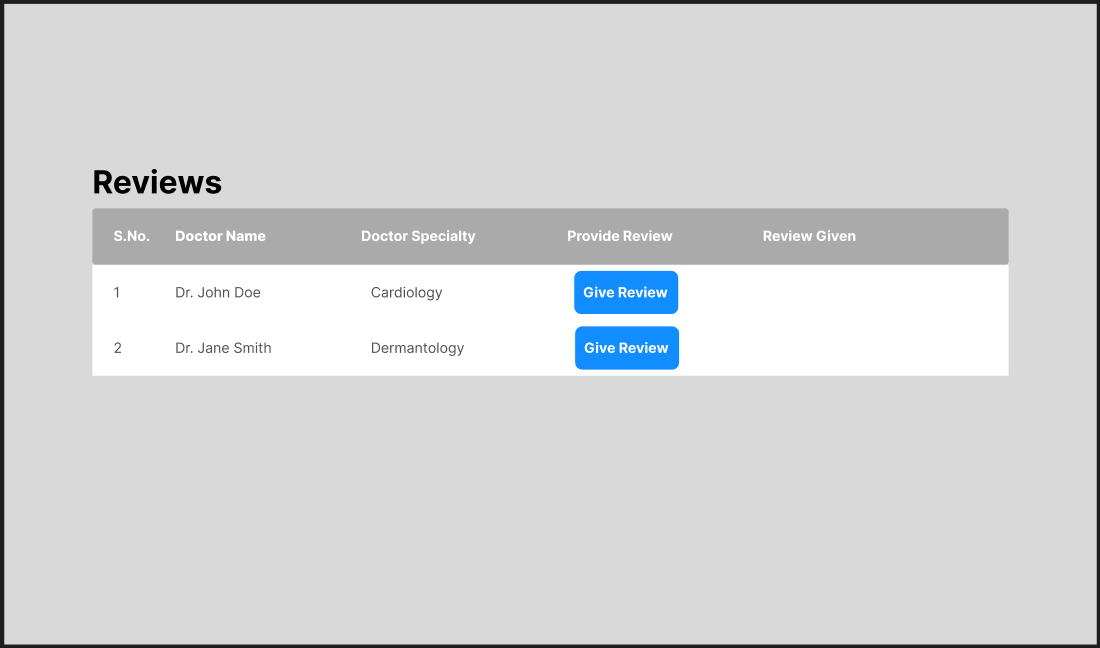 Reviews
S.No. Doctor Name Doctor Specialty Provide Review Review Given
1 Dr. John Doe Cardiology Give Review
2 Dr. Jane Smith Dermantology Give Review